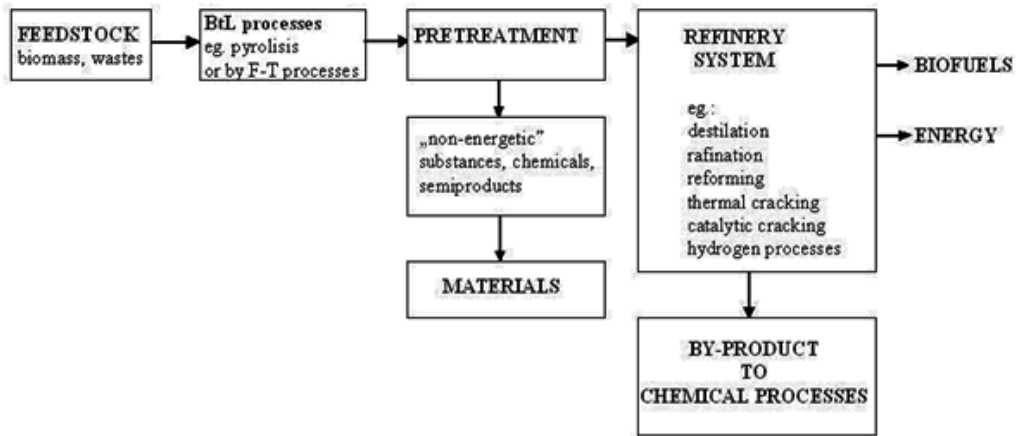 FEEDSTOCK
biomass, wastes
BtL processes
eg. pyrolisis
or by F-T processes
PRETREATMENT
„non-energetic”
substances, chemicals,
semiproducts
MATERIALS
REFINERY
SYSTEM
eg.:
destilation
rafination
reforming
thermal cracking
catalytic cracking
hydrogen processes
BIOFUELS
ENERGY
BY-PRODUCT
TO
CHEMICAL PROCESSES